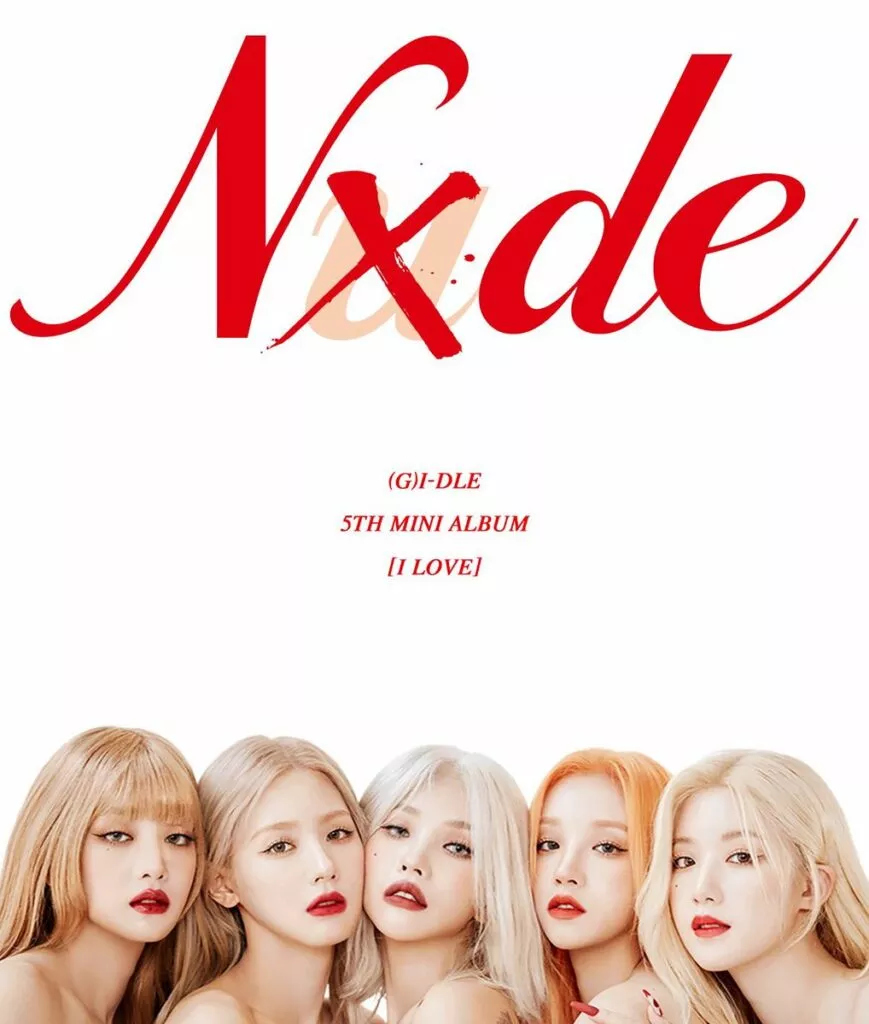 Nxde
(G)I-DLE
5TH MINI ALBUM
[I LOVE]